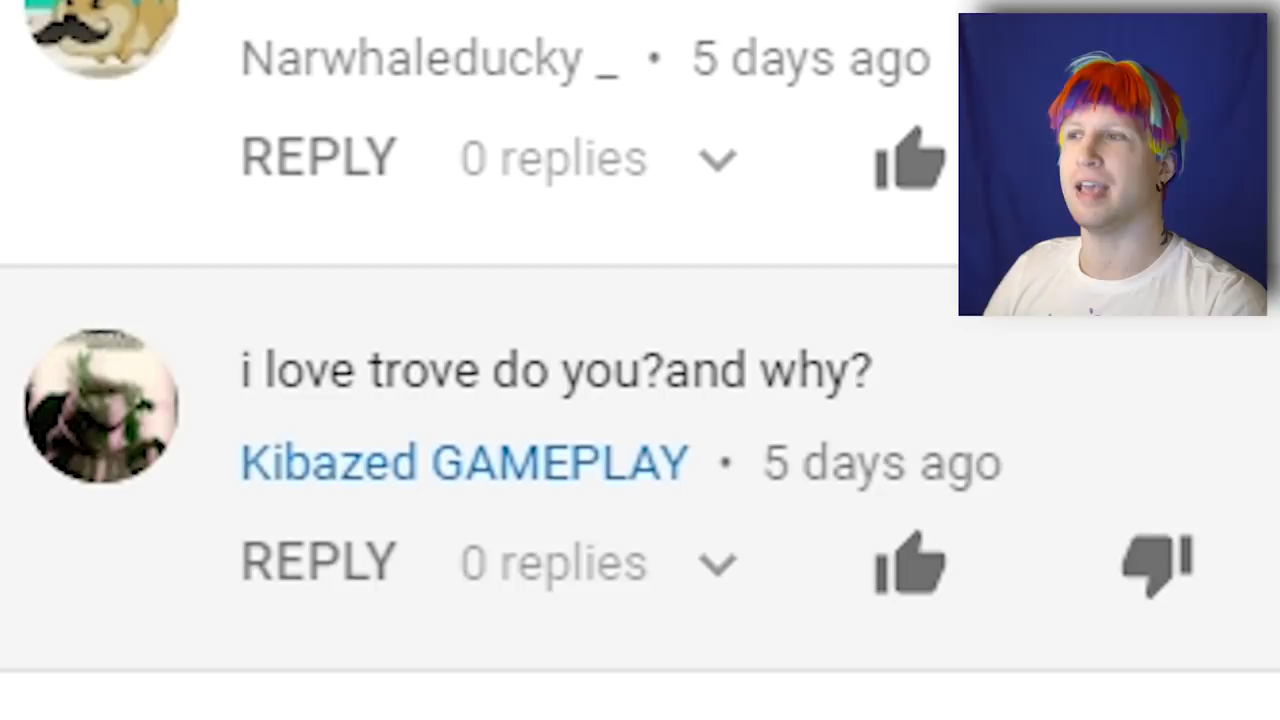 Narwhaleducky _ • 5 days ago
REPLY 0 replies
i love trove do you?and why?
Kibazed GAMEPLAY • 5 days ago
REPLY 0 replies